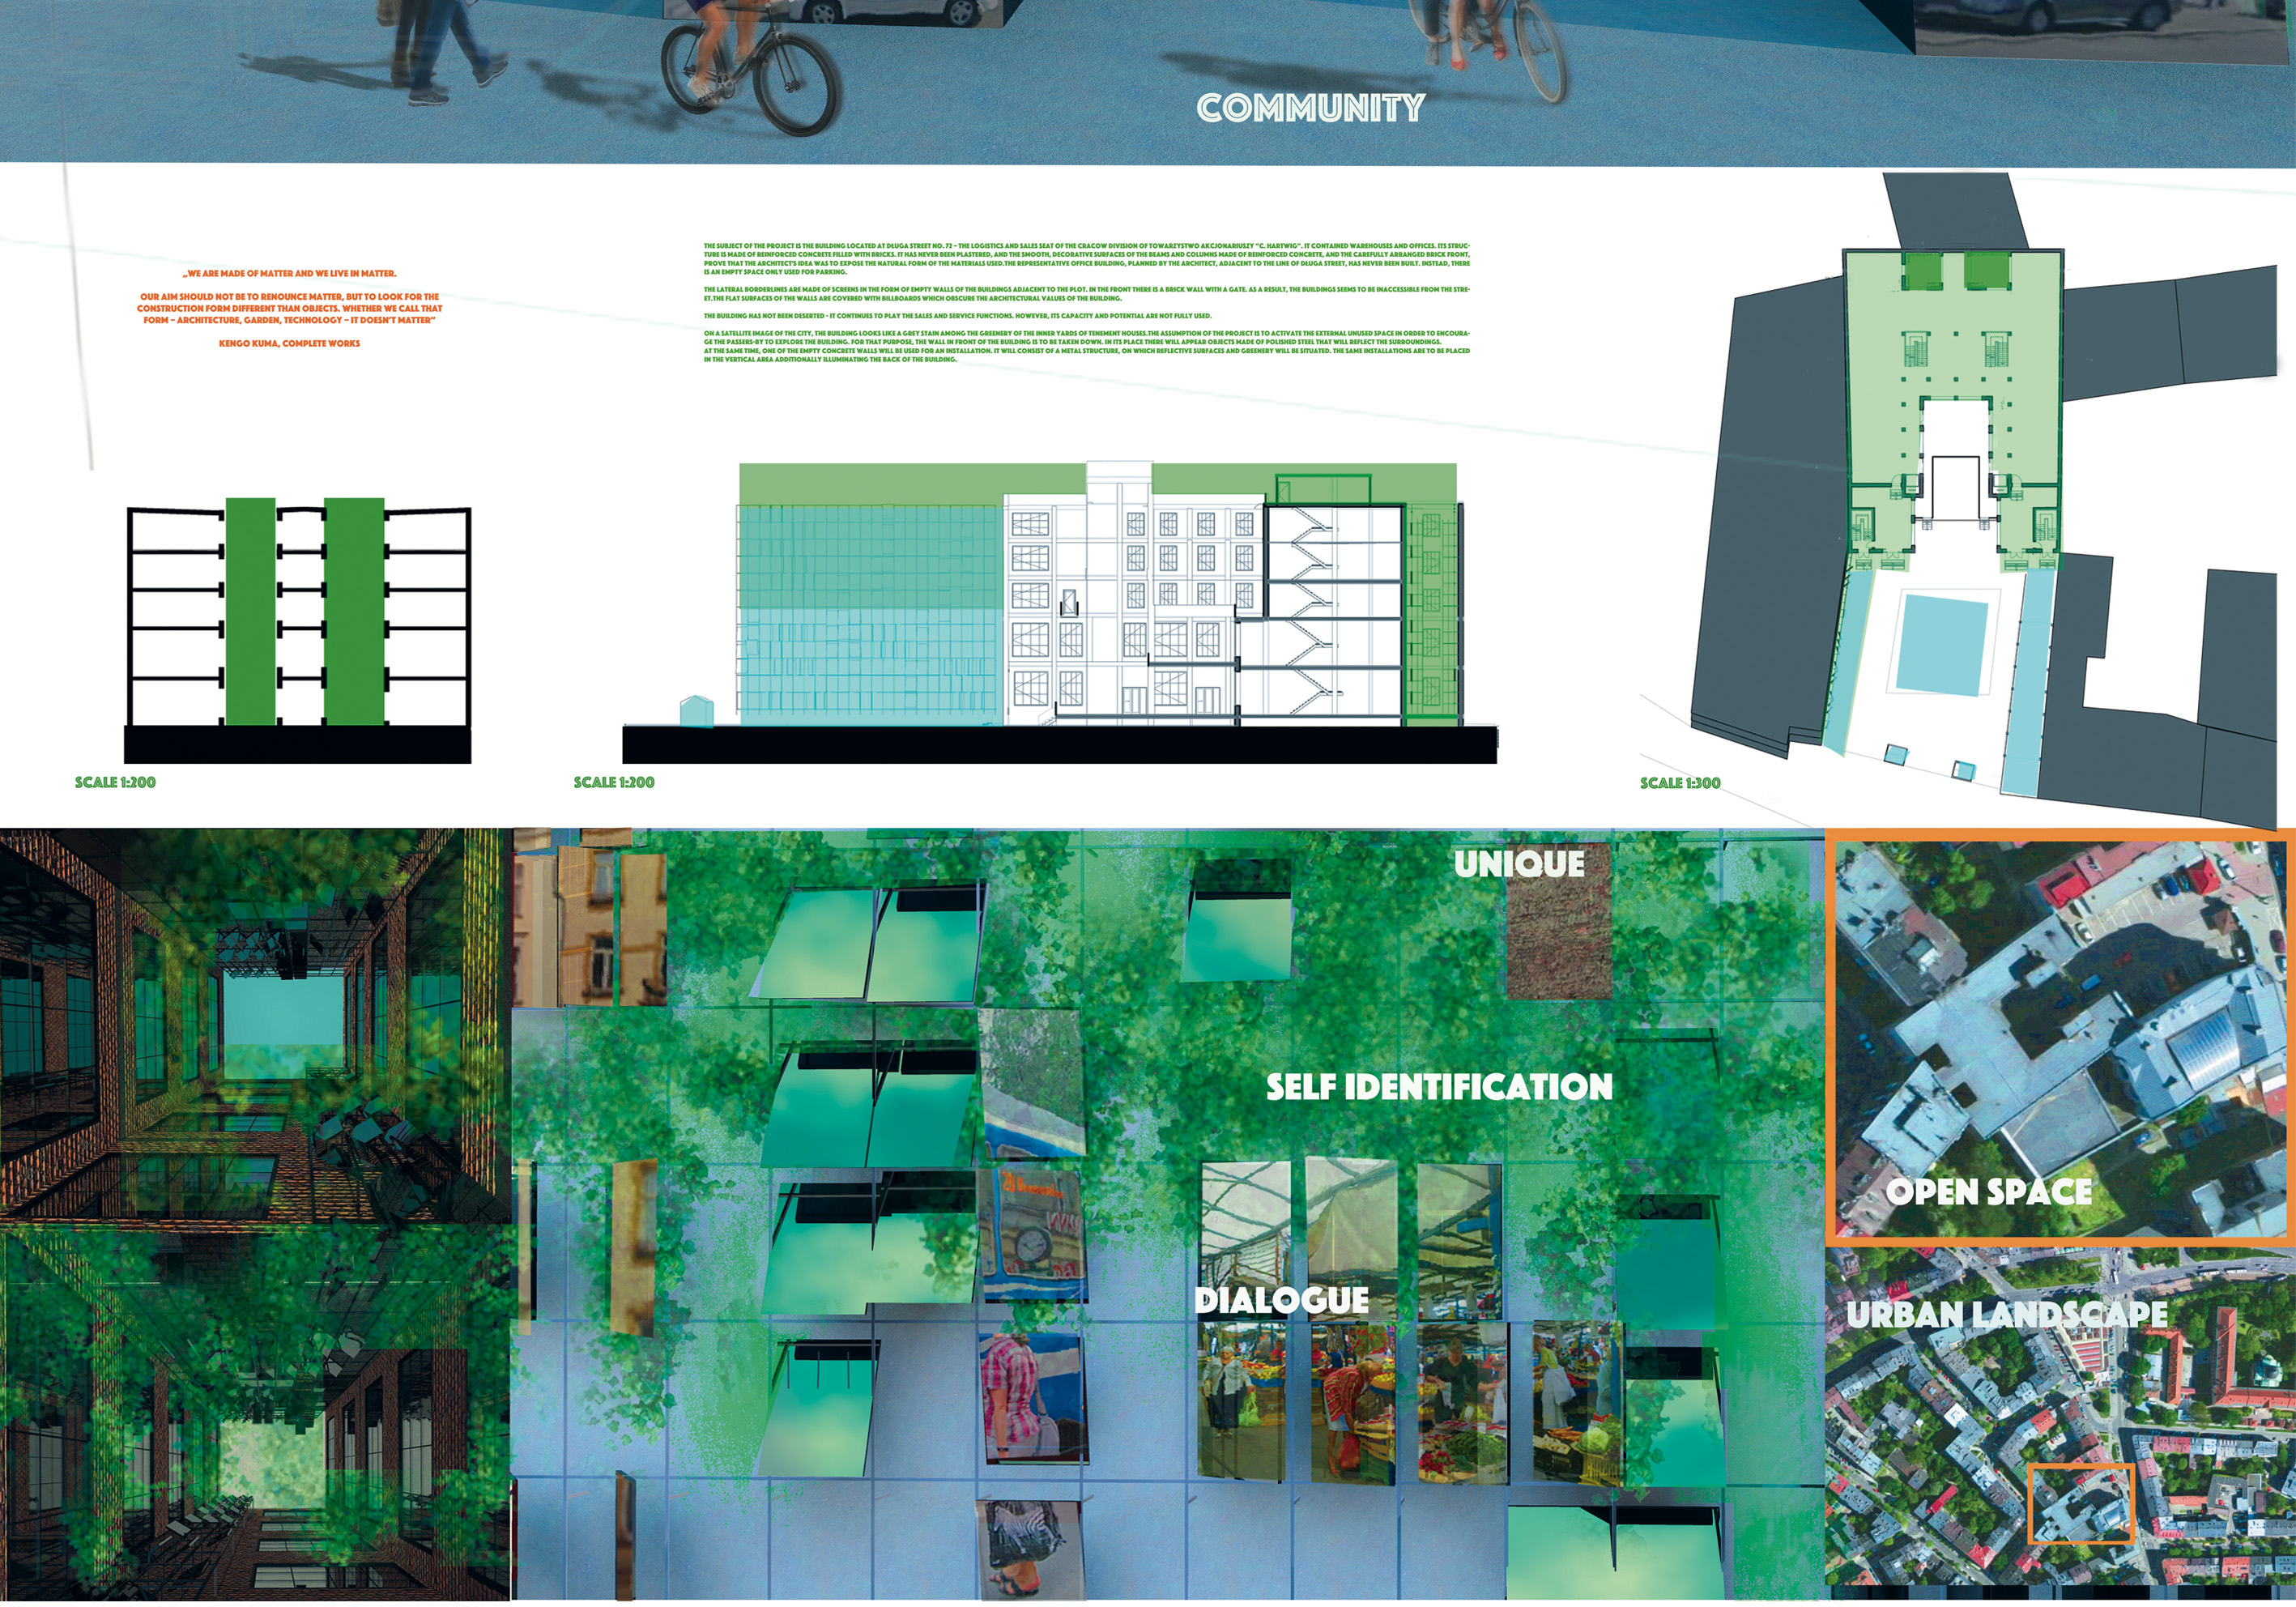 COMMUNITY
„WE ARE MADE OF MATTER AND WE LIVE IN MATTER.
OUR AIM SHOULD NOT BE TO RENOUNCE MATTER, BUT TO LOOK FOR THE
CONSTRUCTION FORM DIFFERENT THAN OBJECTS. WHETHER WE CALL THAT
FORM – ARCHITECTURE, GARDEN, TECHNOLOGY – IT DOESN'T MATTER"
KENGO KUMA, COMPLETE WORKS
THE SUBJECT OF THE PROJECT IS THE BUILDING LOCATED AT DŁUGA STREET NO. 72 – THE LOGISTICS AND SALES SEAT OF THE CRACOW DIVISION OF TOWARZYSTWO AKCJONARIUSZY "C. HARTWIG". IT CONTAINED WAREHOUSES AND OFFICES. ITS STRUC-
TURE IS MADE OF REINFORCED CONCRETE FILLED WITH BRICKS. IT HAS NEVER BEEN PLASTERED, AND THE SMOOTH, DECORATIVE SURFACES OF THE BEAMS AND COLUMNS MADE OF REINFORCED CONCRETE, AND THE CAREFULLY ARRANGED BRICK FRONT,
PROVE THAT THE ARCHITECT'S IDEA WAS TO EXPOSE THE NATURAL FORM OF THE MATERIALS USED.THE REPRESENTATIVE OFFICE BUILDING, PLANNED BY THE ARCHITECT, ADJACENT TO THE LINE OF DŁUGA STREET, HAS NEVER BEEN BUILT. INSTEAD, THERE
IS AN EMPTY SPACE ONLY USED FOR PARKING.
THE LATERAL BORDERLINES ARE MADE OF SCREENS IN THE FORM OF EMPTY WALLS OF THE BUILDINGS ADJACENT TO THE PLOT. IN THE FRONT THERE IS A BRICK WALL WITH A GATE. AS A RESULT, THE BUILDINGS SEEMS TO BE INACCESSIBLE FROM THE STRE-
ET.THE FLAT SURFACES OF THE WALLS ARE COVERED WITH BILLBOARDS WHICH OBSCURE THE ARCHITECTURAL VALUES OF THE BUILDING.
THE BUILDING HAS NOT BEEN DESERTED - IT CONTINUES TO PLAY THE SALES AND SERVICE FUNCTIONS. HOWEVER, ITS CAPACITY AND POTENTIAL ARE NOT FULLY USED.
ON A SATELLITE IMAGE OF THE CITY, THE BUILDING LOOKS LIKE A GREY STAIN AMONG THE GREENERY OF THE INNER YARDS OF TENEMENT HOUSES.THE ASSUMPTION OF THE PROJECT IS TO ACTIVATE THE EXTERNAL UNUSED SPACE IN ORDER TO ENCOURA-
GE THE PASSERS-BY TO EXPLORE THE BUILDING. FOR THAT PURPOSE, THE WALL IN FRONT OF THE BUILDING IS TO BE TAKEN DOWN. IN ITS PLACE THERE WILL APPEAR OBJECTS MADE OF POLISHED STEEL THAT WILL REFLECT THE SURROUNDINGS.
AT THE SAME TIME, ONE OF THE EMPTY CONCRETE WALLS WILL BE USED FOR AN INSTALLATION. IT WILL CONSIST OF A METAL STRUCTURE, ON WHICH REFLECTIVE SURFACES AND GREENERY WILL BE SITUATED. THE SAME INSTALLATIONS ARE TO BE PLACED
IN THE VERTICAL AREA ADDITIONALLY ILLUMINATING THE BACK OF THE BUILDING.
SCALE 1:200
SCALE 1:200
SCALE 1:300
UNIQUE
SELF IDENTIFICATION
DIALOGUE
OPEN SPACE
URBAN LANDSCAPE